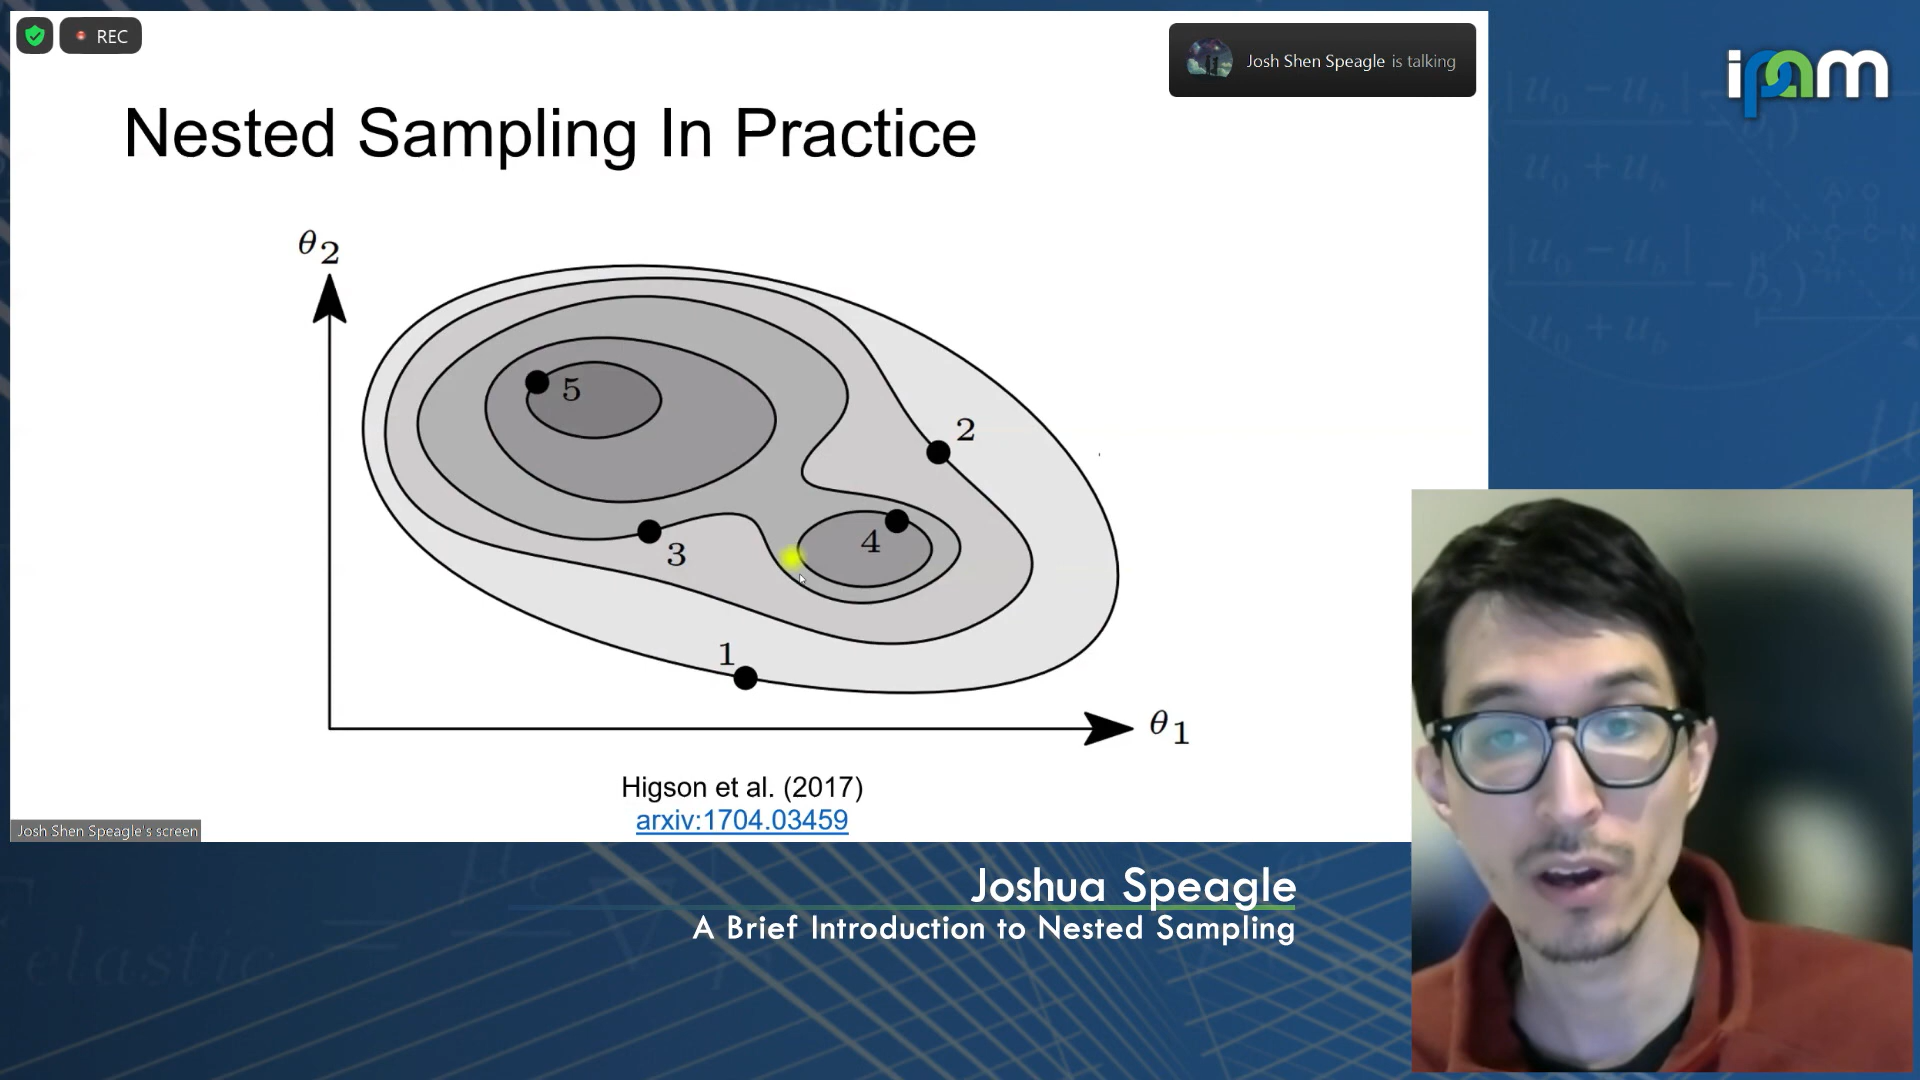 REC
Josh Shen Speagle is talking
ipam
Nested Sampling In Practice
θ2
5
2
4
3
1
θ1
Higson et al. (2017)
arxiv:1704.03459
Josh Shen Speagle's screen
Joshua Speagle
A Brief Introduction to Nested Sampling
elastic